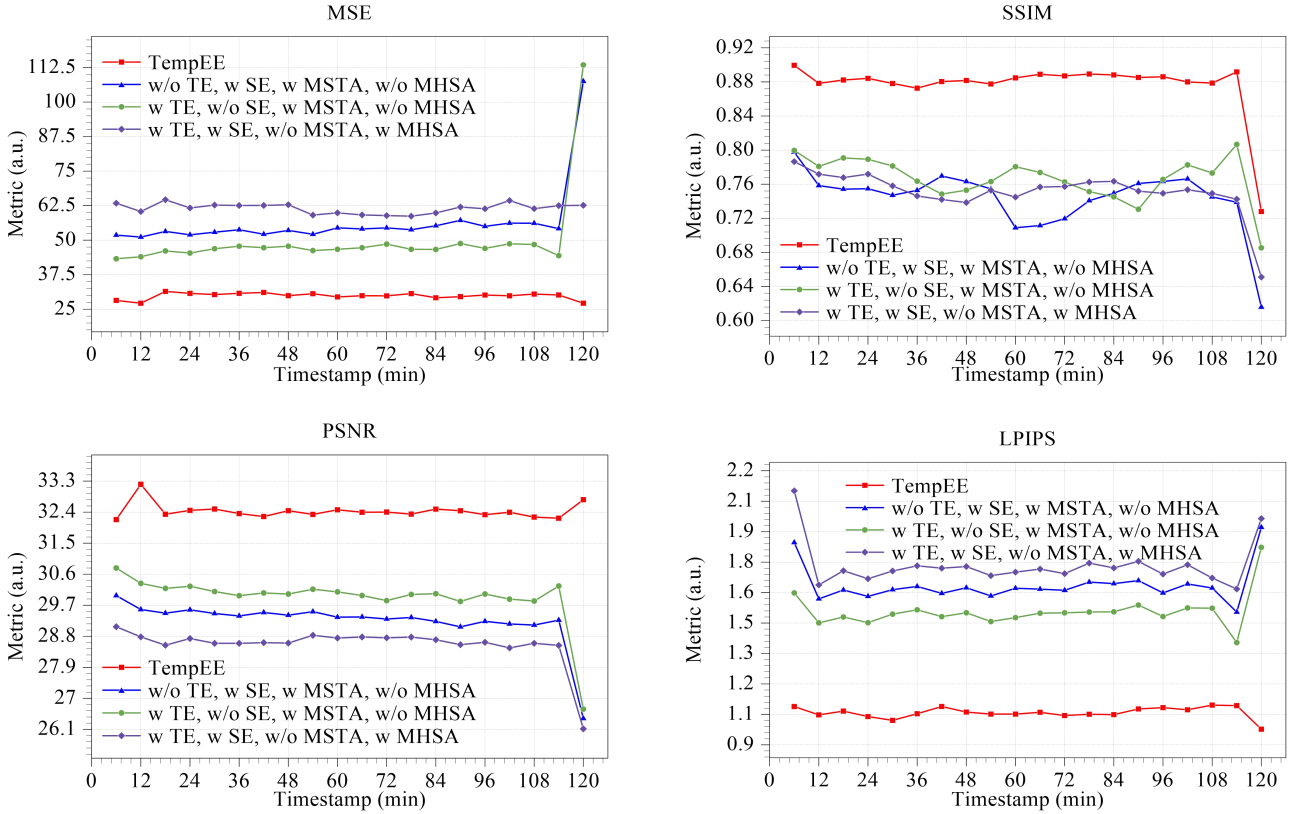 MSE
112.5
100
87.5
75
62.5
50
37.5
25
Metric (a.u.)
TempEE
w/o TE, w SE, w MSTA, w/o MHSA
w TE, w/o SE, w MSTA, w/o MHSA
w TE, w SE, w/o MSTA, w MHSA
0 12 24 36 48 60 72 84 96 108 120
Timestamp (min)
SSIM
0.92
0.88
0.84
0.80
0.76
0.72
0.68
0.64
0.60
Metric (a.u.)
TempEE
w/o TE, w SE, w MSTA, w/o MHSA
w TE, w/o SE, w MSTA, w/o MHSA
w TE, w SE, w/o MSTA, w MHSA
0 12 24 36 48 60 72 84 96 108 120
Timestamp (min)
PSNR
33.3
32.4
31.5
30.6
29.7
28.8
27.9
27
26.1
Metric (a.u.)
TempEE
w/o TE, w SE, w MSTA, w/o MHSA
w TE, w/o SE, w MSTA, w/o MHSA
w TE, w SE, w/o MSTA, w MHSA
0 12 24 36 48 60 72 84 96 108 120
Timestamp (min)
LPIPS
2.2
2.1
1.9
1.8
1.6
1.5
1.3
1.2
1.1
0.9
Metric (a.u.)
TempEE
w/o TE, w SE, w MSTA, w/o MHSA
w TE, w/o SE, w MSTA, w/o MHSA
w TE, w SE, w/o MSTA, w MHSA
0 12 24 36 48 60 72 84 96 108 120
Timestamp (min)